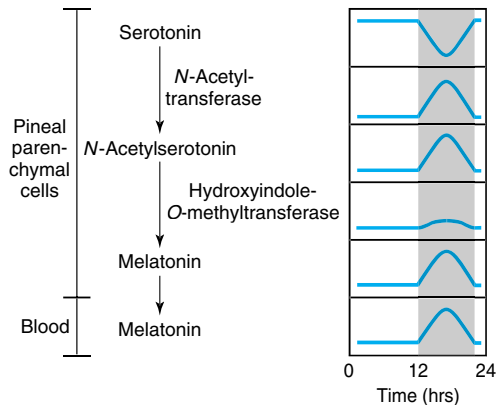 Serotonin
N-Acetyl-
transferase
Pineal
paren-
chymal
cells
N-Acetylserotonin
Hydroxyindole-
O-methyltransferase
Melatonin
Blood
Melatonin
0 12 24
Time (hrs)